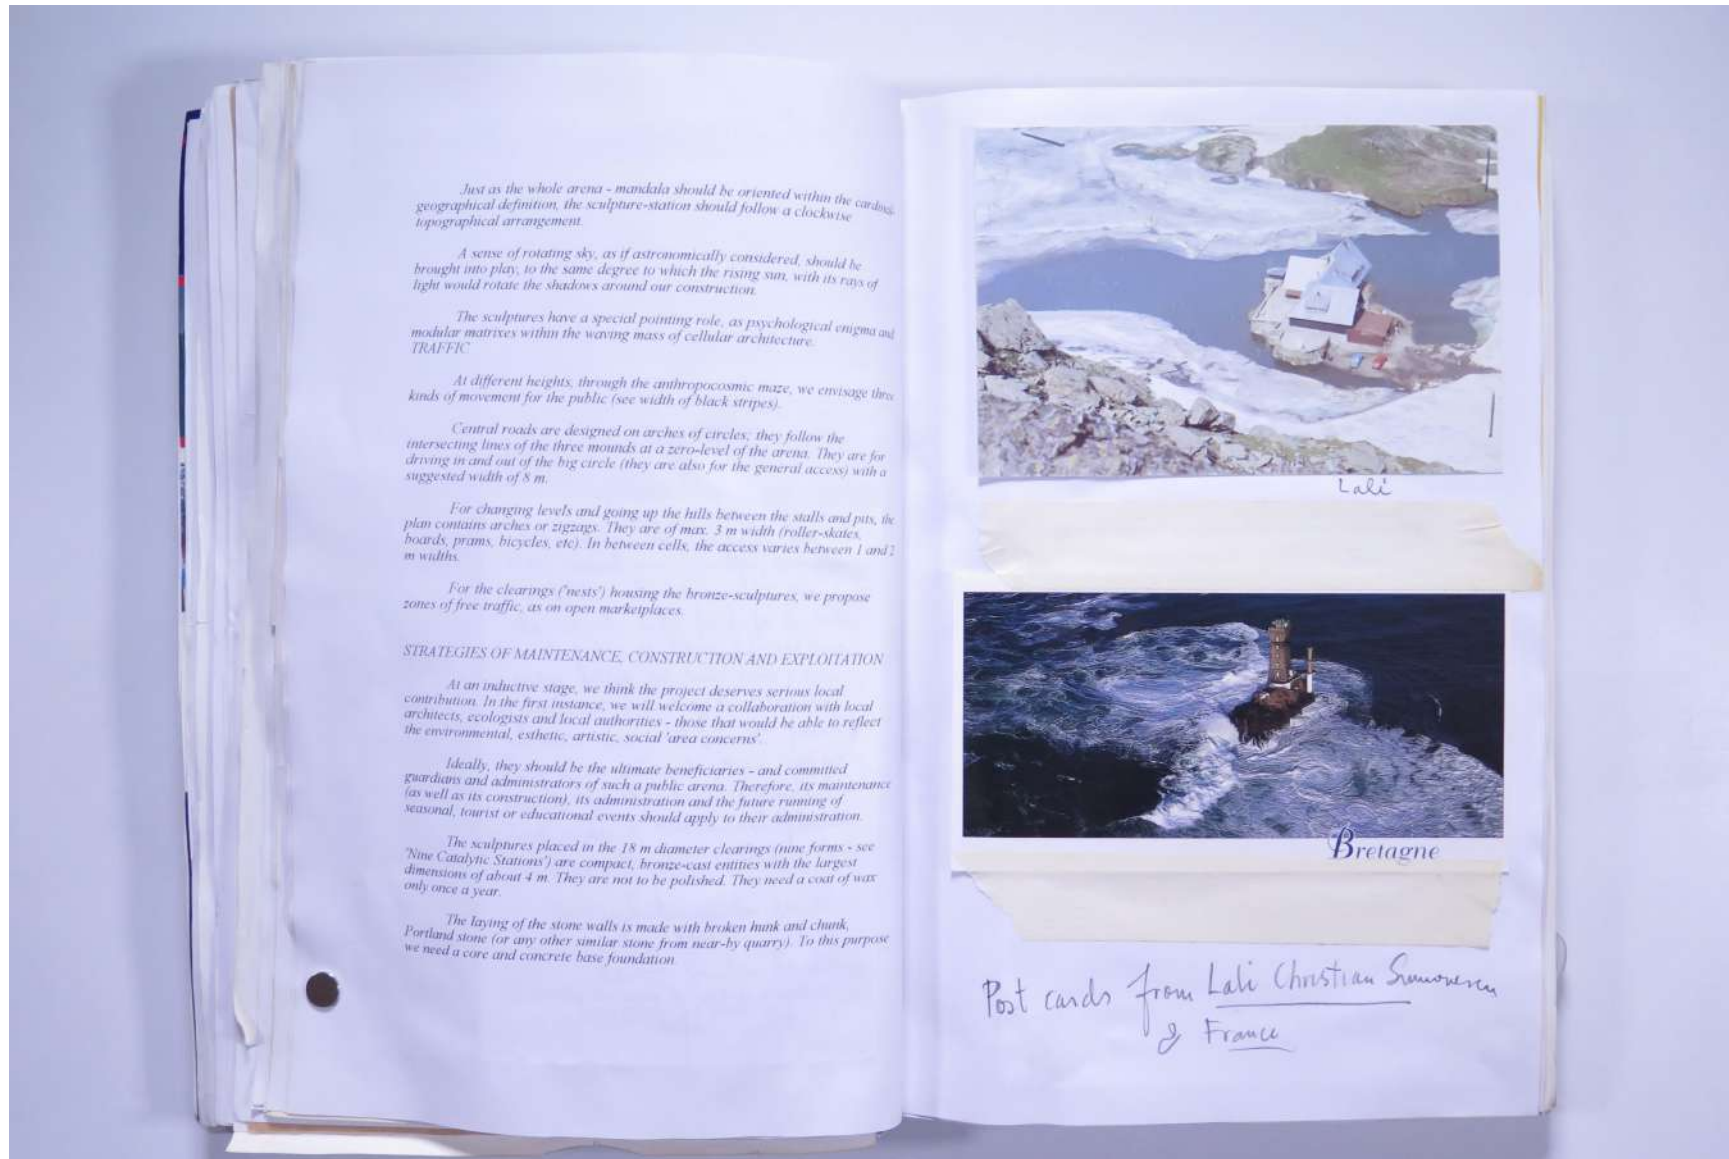 Just as the whole arena - mandala should be oriented within the
geographical definition, the sculpture-station should follow a clockwise
topographical arrangement.
A sense of rotating sky, as if astronomically considered, should be
brought into play, to the same degree to which the rising sun, with its rays of
light would rotate the shadows around our construction.
The sculptures have a special pointing role, as psychological enigma and
modular matrixes within the waving mass of cellular architecture.
TRAFFIC
At different heights, through the anthropocosmic maze, we envisage three
kinds of movement for the public (see width of black stripes).
Central roads are designed on arches of circles; they follow the
intersecting lines of the three mounds at a zero-level of the arena. They are for
driving in and out of the big circle (they are also for the general access) with a
suggested width of 8 m.
For changing levels and going up the hills between the stalls and pits, the
plan contains arches or zigzags. They are of max. 3 m width (roller-skates,
boards, prams, bicycles, etc). In between cells, the access varies between 1 and 2
m widths.
For the clearings ('nests') housing the bronze-sculptures, we propose
zones of free traffic, as on open marketplaces.
STRATEGIES OF MAINTENANCE, CONSTRUCTION AND EXPLOITATION
At an inductive stage, we think the project deserves serious local
contribution. In the first instance, we will welcome a collaboration with local
architects, ecologists and local authorities - those that would be able to reflect
the environmental, esthetic, artistic, social 'area concerns'.
Ideally, they should be the ultimate beneficiaries - and committed
guardians and administrators of such a public arena. Therefore, its maintenance
(as well as its construction), its administration and the future running of
seasonal, tourist or educational events should apply to their administration.
The sculptures placed in the 18 m diameter clearings (nine forms - see
'Nine Catalytic Stations') are compact, bronze-cast entities with the largest
dimensions of about 4 m. They are not to be polished. They need a coat of wax
only once a year.
The laying of the stone walls is made with broken hunk and chunk,
Portland stone (or any other similar stone from near-by quarry). To this purpose
we need a core and concrete base foundation
Lali
Bretagne
Post cards from Lali Christian
& France